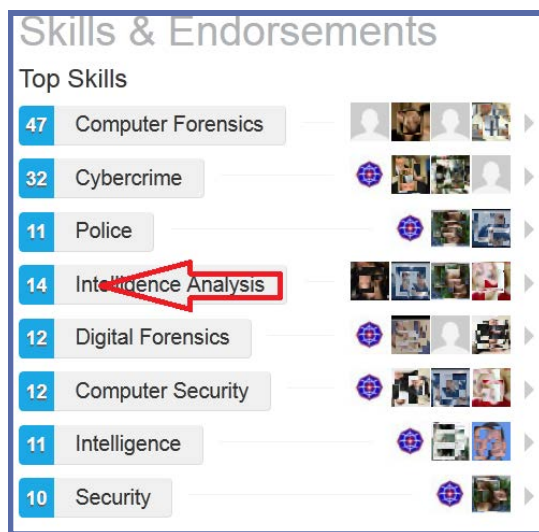 Skills & Endorsements
Top Skills
47 Computer Forensics
32 Cybercrime
11 Police
14 Intelligence Analysis
12 Digital Forensics
12 Computer Security
11 Intelligence
10 Security